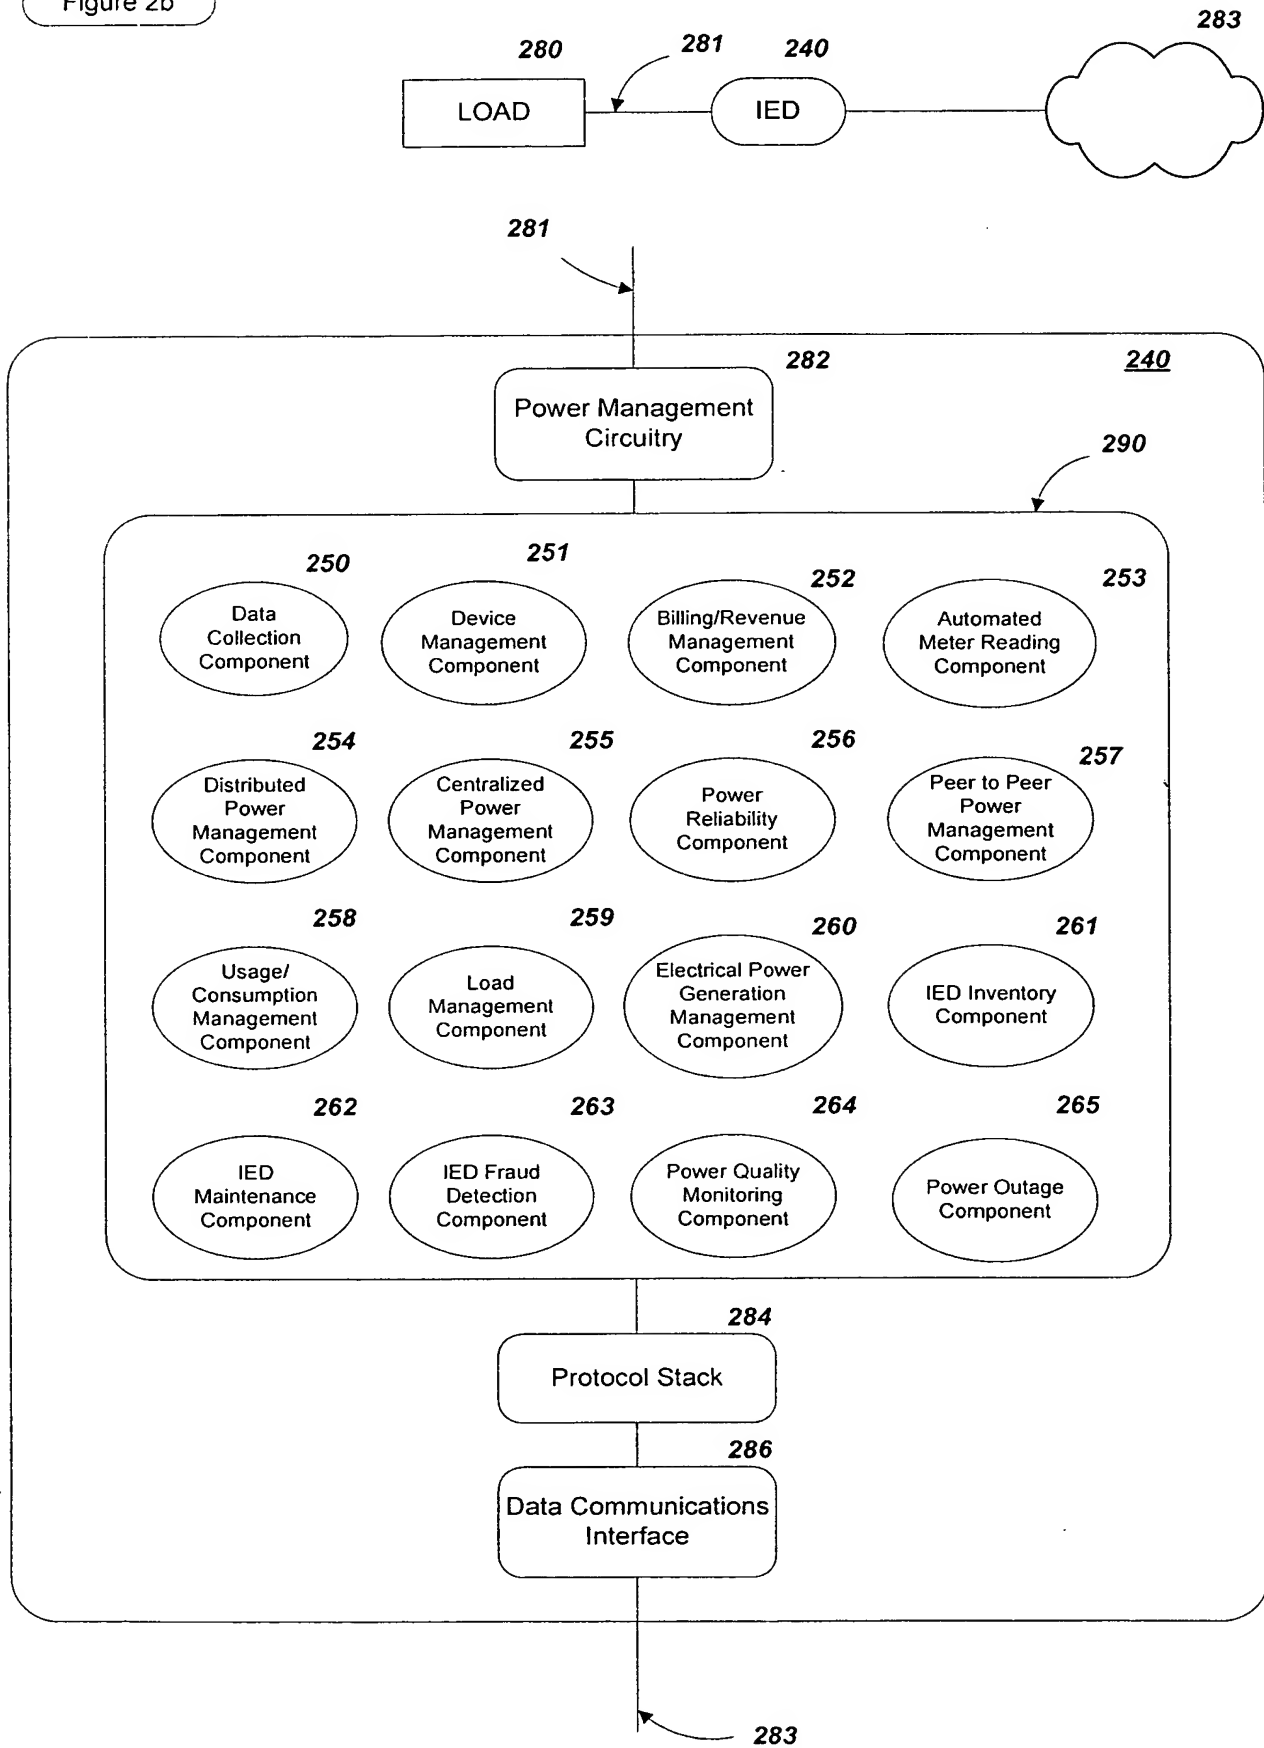 Figure 2b
283
280
281
240
LOAD
IED
281
282
240
Power Management
Circuitry
290
250
251
252
253
Data
Collection
Component
Device
Management
Component
Billing/Revenue
Management
Component
Automated
Meter Reading
Component
254
255
256
257
Distributed
Power
Management
Component
Centralized
Power
Management
Component
Power
Reliability
Component
Peer to Peer
Power
Management
Component
258
259
260
261
Usage/
Consumption
Management
Component
Load
Management
Component
Electrical Power
Generation
Management
Component
IED Inventory
Component
262
263
264
265
IED
Maintenance
Component
IED Fraud
Detection
Component
Power Quality
Monitoring
Component
Power Outage
Component
284
Protocol Stack
286
Data Communications
Interface
283